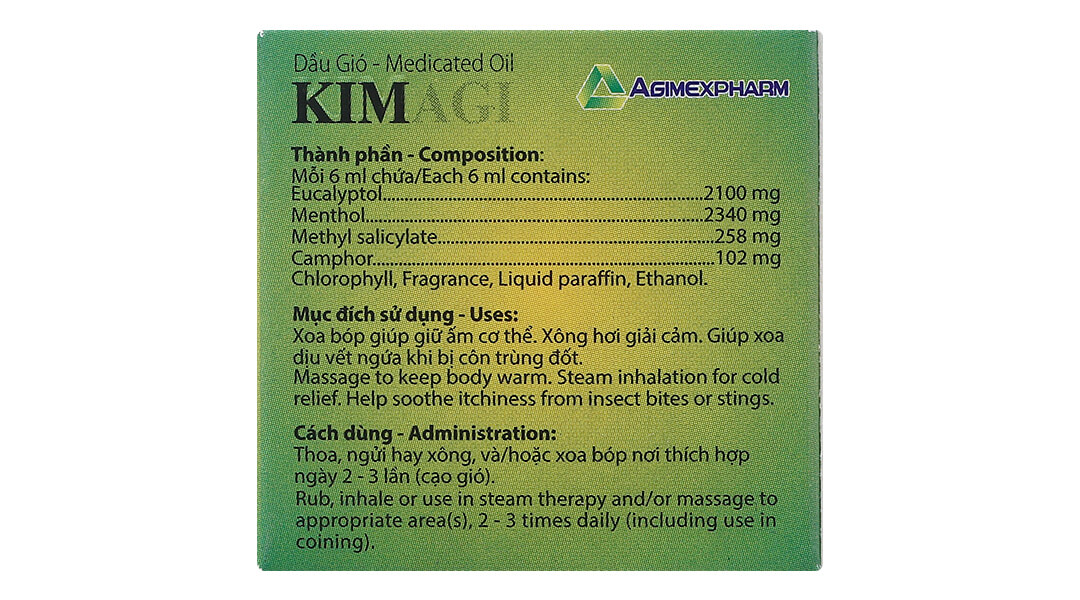 Dầu Gió - Medicated Oil
KIMAGI
AGIMEXPHARM
Thành phần - Composition:
Mỗi 6 ml chứa/Each 6 ml contains:
Eucalyptol..........................................................2100 mg
Menthol..............................................................2340 mg
Methyl salicylate..................................................258 mg
Camphor..............................................................102 mg
Chlorophyll, Fragrance, Liquid paraffin, Ethanol.
Mục đích sử dụng - Uses:
Xoa bóp giúp giữ ấm cơ thể. Xông hơi giải cảm. Giúp xoa
dịu vết ngứa khi bị côn trùng đốt.
Massage to keep body warm. Steam inhalation for cold
relief. Help soothe itchiness from insect bites or stings.
Cách dùng - Administration:
Thoa, ngửi hay xông, và/hoặc xoa bóp nơi thích hợp
ngày 2 - 3 lần (cạo gió).
Rub, inhale or use in steam therapy and/or massage to
appropriate area(s), 2 - 3 times daily (including use in
coining).